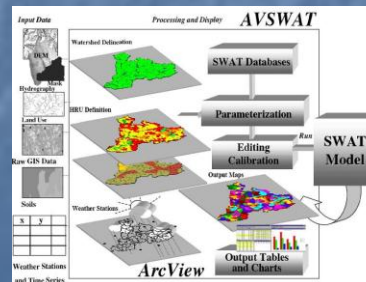 Input Data
Processing and Display
AVSWAT
DEM
Mask
Hydrography
Land Use
Raw GIS Data
Soils
x y
Weather Stations
and Time Series
Watershed Delineation
HRU Definition
Weather Stations
ArcView
SWAT Databases
Parameterization
Editing
Calibration
Run
SWAT
Model
Output Maps
Output Tables
and Charts